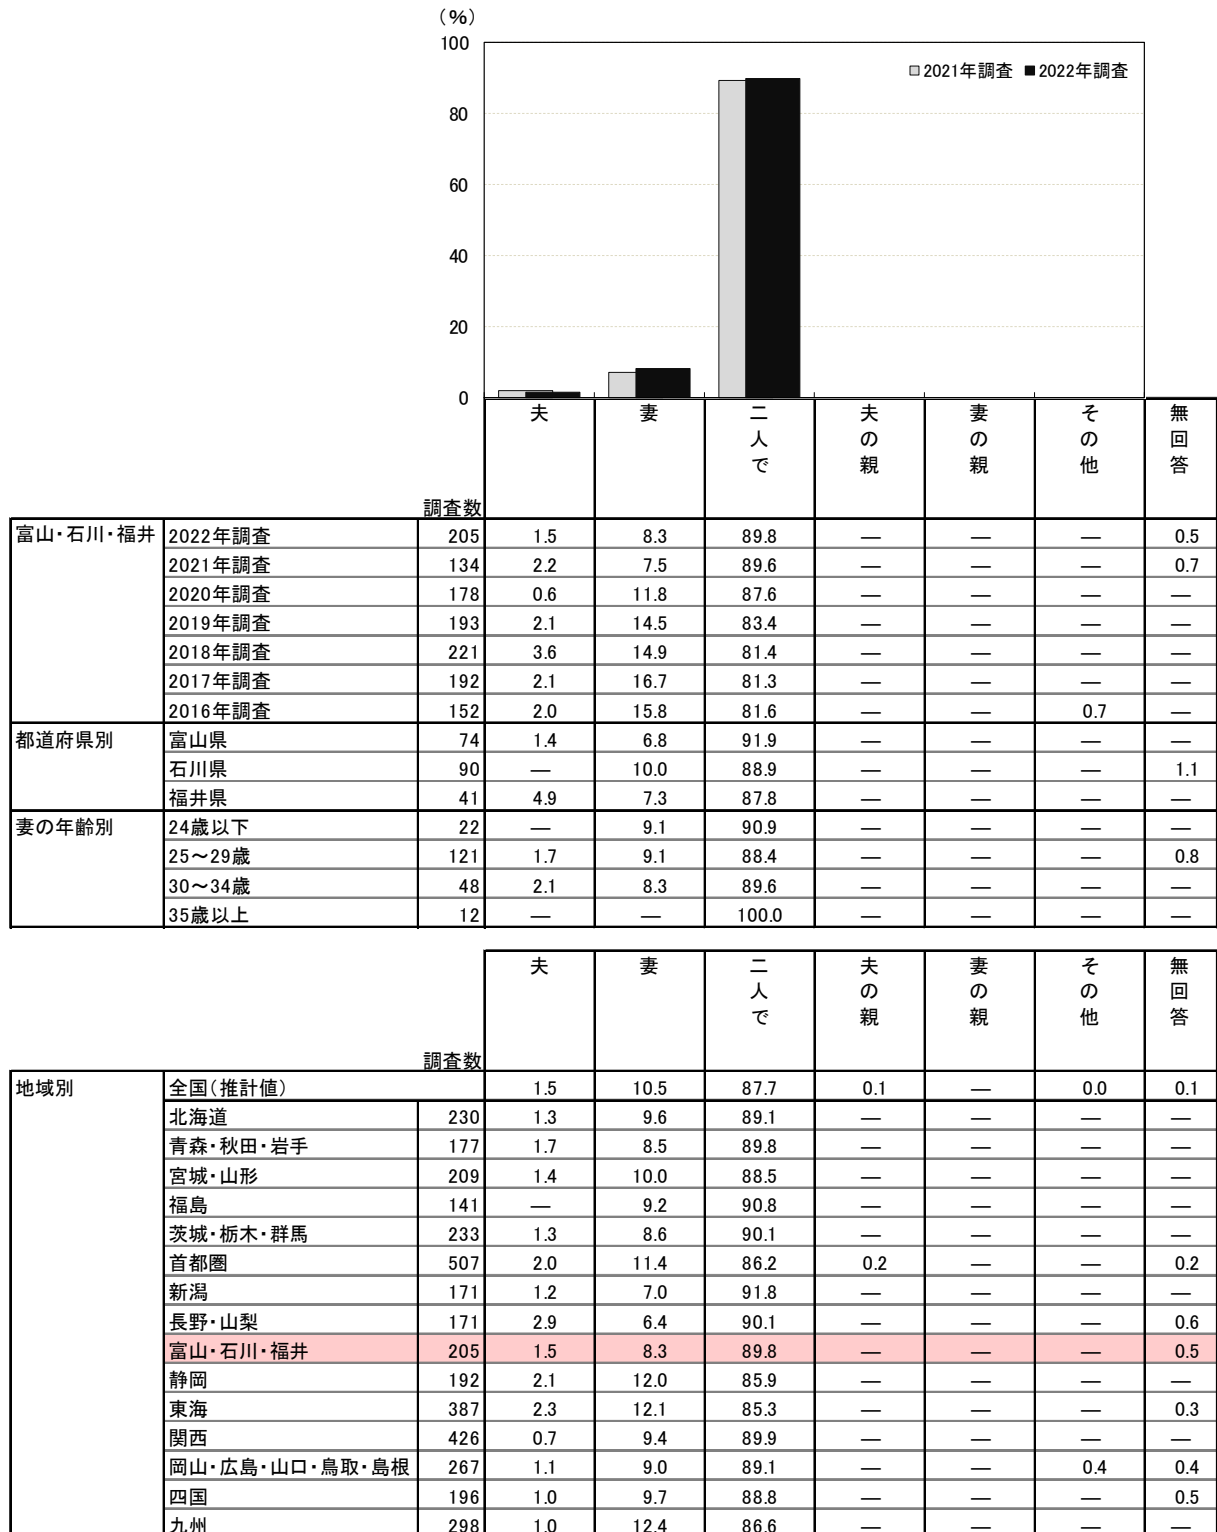 (%)
100
□2021年調査 ■2022年調査
80
60
40
20
0
調査数 夫 妻 二人で 夫の親 妻の親 その他 無回答
富山・石川・福井 2022年調査 205 1.5 8.3 89.8 — — — 0.5
2021年調査 134 2.2 7.5 89.6 — — — 0.7
2020年調査 178 0.6 11.8 87.6 — — — —
2019年調査 193 2.1 14.5 83.4 — — — —
2018年調査 221 3.6 14.9 81.4 — — — —
2017年調査 192 2.1 16.7 81.3 — — — —
2016年調査 152 2.0 15.8 81.6 — — 0.7 —
都道府県別 富山県 74 1.4 6.8 91.9 — — — —
石川県 90 — 10.0 88.9 — — — 1.1
福井県 41 4.9 7.3 87.8 — — — —
妻の年齢別 24歳以下 22 — 9.1 90.9 — — — —
25～29歳 121 1.7 9.1 88.4 — — — 0.8
30～34歳 48 2.1 8.3 89.6 — — — —
35歳以上 12 — — 100.0 — — — —
調査数 夫 妻 二人で 夫の親 妻の親 その他 無回答
地域別 全国(推計値) 1.5 10.5 87.7 0.1 — 0.0 0.1
北海道 230 1.3 9.6 89.1 — — — —
青森・秋田・岩手 177 1.7 8.5 89.8 — — — —
宮城・山形 209 1.4 10.0 88.5 — — — —
福島 141 — 9.2 90.8 — — — —
茨城・栃木・群馬 233 1.3 8.6 90.1 — — — —
首都圏 507 2.0 11.4 86.2 0.2 — — 0.2
新潟 171 1.2 7.0 91.8 — — — —
長野・山梨 171 2.9 6.4 90.1 — — — 0.6
富山・石川・福井 205 1.5 8.3 89.8 — — — 0.5
静岡 192 2.1 12.0 85.9 — — — —
東海 387 2.3 12.1 85.3 — — — 0.3
関西 426 0.7 9.4 89.9 — — — —
岡山・広島・山口・鳥取・島根 267 1.1 9.0 89.1 — — 0.4 0.4
四国 196 1.0 9.7 88.8 — — — 0.5
九州 298 1.0 12.4 86.6 — — — —